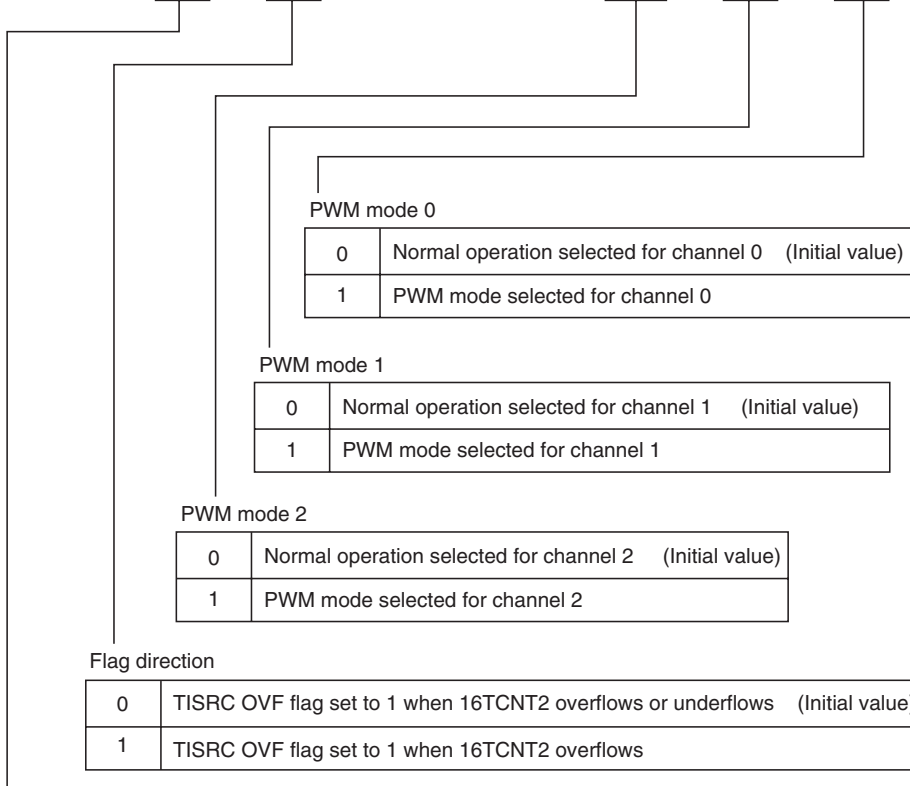 PWM mode 0
0 Normal operation selected for channel 0 (Initial value)
1 PWM mode selected for channel 0
PWM mode 1
0 Normal operation selected for channel 1 (Initial value)
1 PWM mode selected for channel 1
PWM mode 2
0 Normal operation selected for channel 2 (Initial value)
1 PWM mode selected for channel 2
Flag direction
0 TISRC OVF flag set to 1 when 16TCNT2 overflows or underflows (Initial value)
1 TISRC OVF flag set to 1 when 16TCNT2 overflows